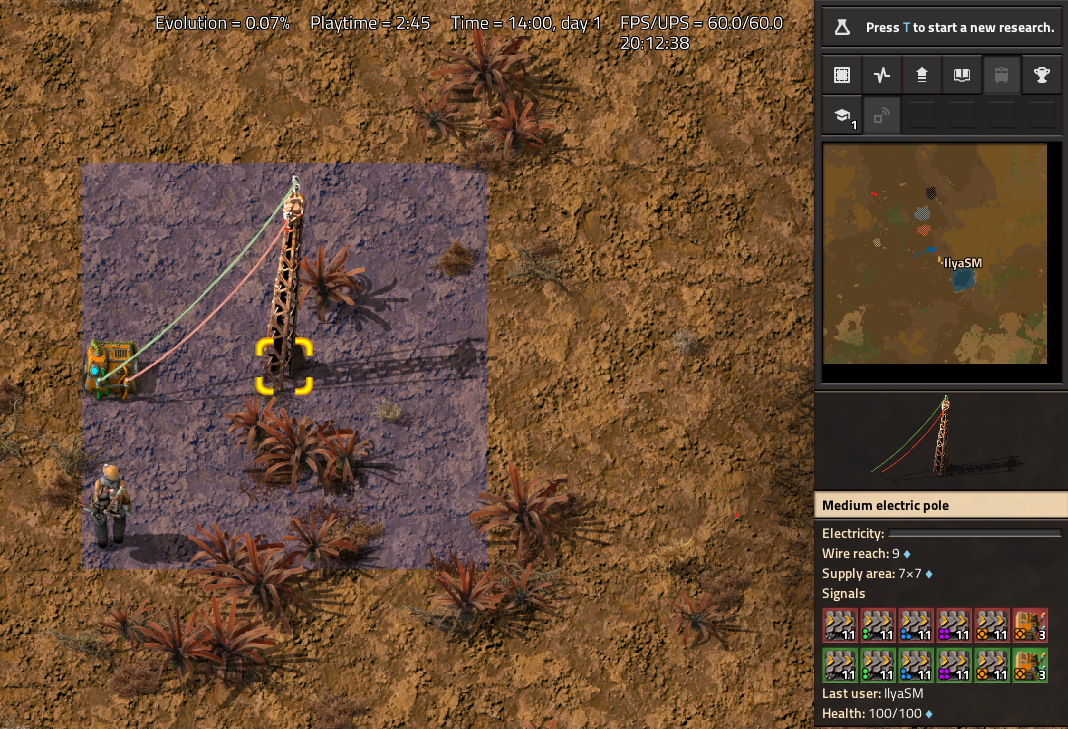 Evolution = 0.07% Playtime = 2:45 Time = 14:00, day 1 FPS/UPS = 60.0/60.0
20:12:38
Press T to start a new research.
1
IlyaSM
Medium electric pole
Electricity:
Wire reach: 9
Supply area: 7×7
Signals
11 11 11 11 11 3
11 11 11 11 11 3
Last user: IlyaSM
Health: 100/100